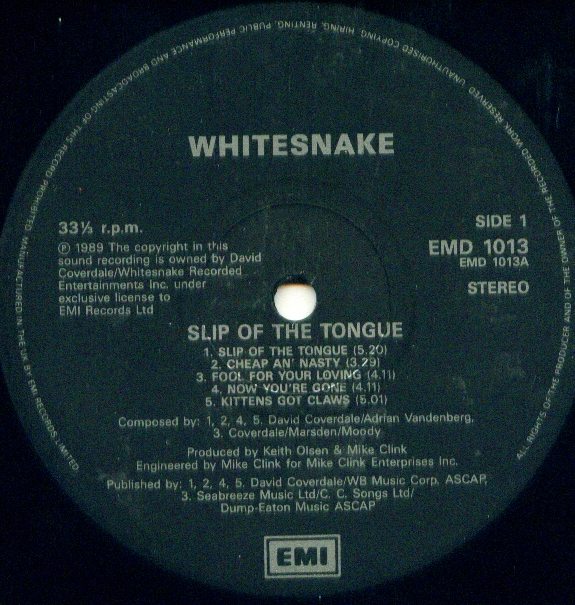 WHITESNAKE
33⅓ r.p.m.
℗ 1989 The copyright in this
sound recording is owned by David
Coverdale/Whitesnake Recorded
Entertainments Inc. under
exclusive license to
EMI Records Ltd
SIDE 1
EMD 1013
EMD 1013A
STEREO
SLIP OF THE TONGUE
1. SLIP OF THE TONGUE (5.20)
2. CHEAP AN' NASTY (3.29)
3. FOOL FOR YOUR LOVING (4.11)
4. NOW YOU'RE GONE (4.11)
5. KITTENS GOT CLAWS (5.01)
Composed by: 1, 2, 4, 5. David Coverdale/Adrian Vandenberg.
3. Coverdale/Marsden/Moody
Produced by Keith Olsen & Mike Clink
Engineered by Mike Clink for Mike Clink Enterprises Inc.
Published by: 1, 2, 4, 5. David Coverdale/WB Music Corp. ASCAP,
3. Seabreeze Music Ltd/C. C. Songs Ltd/
Dump-Eaton Music ASCAP
EMI
ALL RIGHTS OF THE PRODUCER AND OF THE OWNER OF THE RECORDED WORK RESERVED UNAUTHORISED COPYING, HIRING, RENTING, PUBLIC PERFORMANCE AND BROADCASTING OF THIS RECORD PROHIBITED. MANUFACTURED IN THE UK BY EMI RECORDS LIMITED